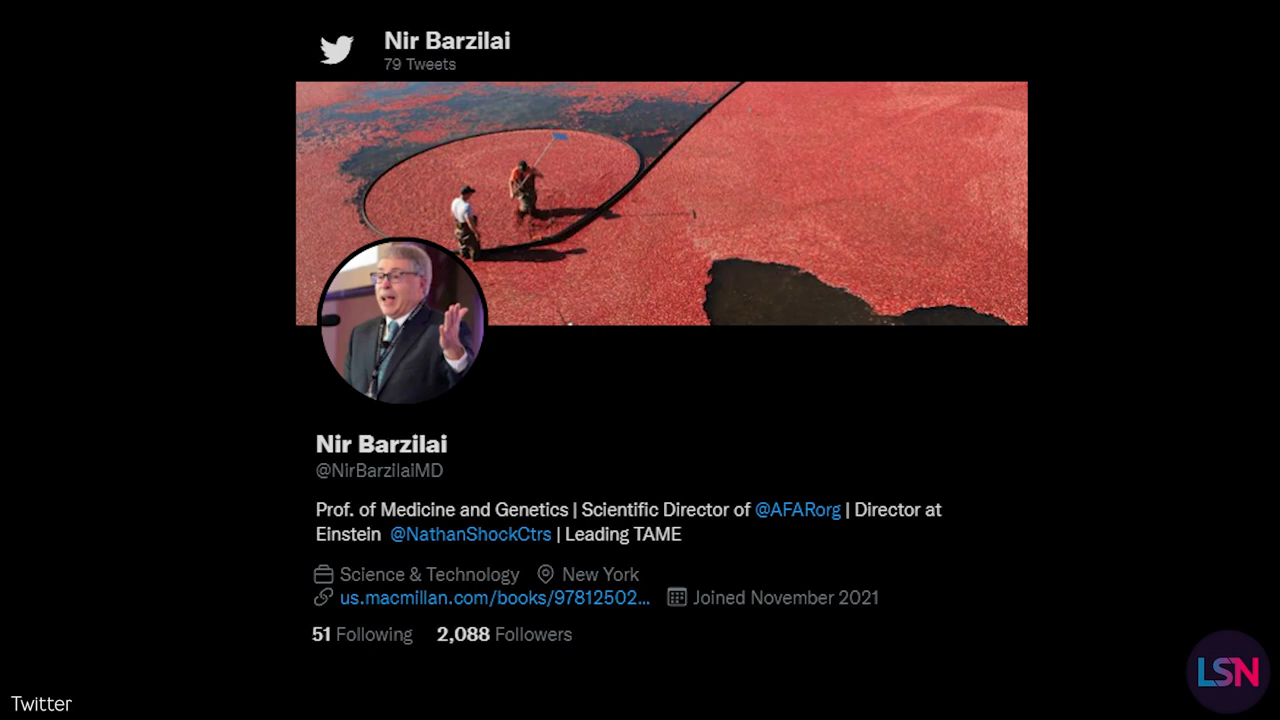 Nir Barzilai
79 Tweets
Nir Barzilai
@NirBarzilaiMD
Prof. of Medicine and Genetics | Scientific Director of @AFARorg | Director at
Einstein @NathanShockCtrs | Leading TAME
Science & Technology New York
us.macmillan.com/books/97812502... Joined November 2021
51 Following 2,088 Followers
LSN
Twitter